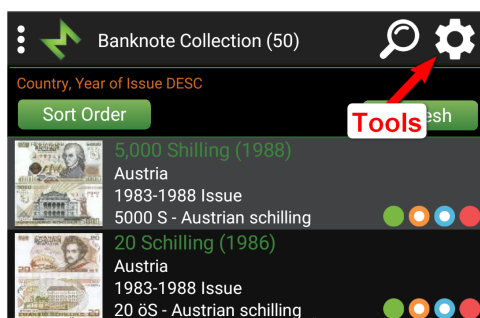 Banknote Collection (50)
Country, Year of Issue DESC
Sort Order
Tools
esh
5,000 Shilling (1988)
Austria
1983-1988 Issue
5000 S - Austrian schilling
20 Schilling (1986)
Austria
1983-1988 Issue
20 öS - Austrian schilling